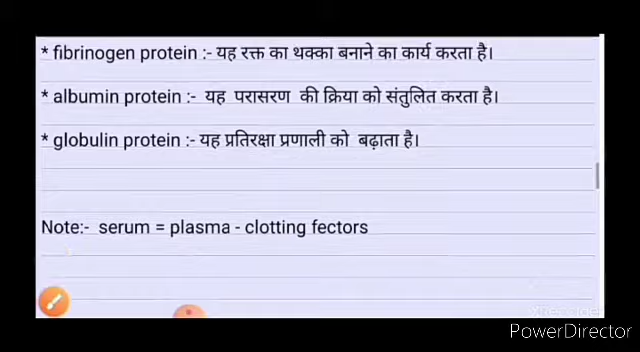 * fibrinogen protein :- यह रक्त का थक्का बनाने का कार्य करता है।
* albumin protein :- यह परासरण की क्रिया को संतुलित करता है।
* globulin protein :- यह प्रतिरक्षा प्रणाली को बढ़ाता है।
Note:- serum = plasma - clotting fectors
PowerDirector